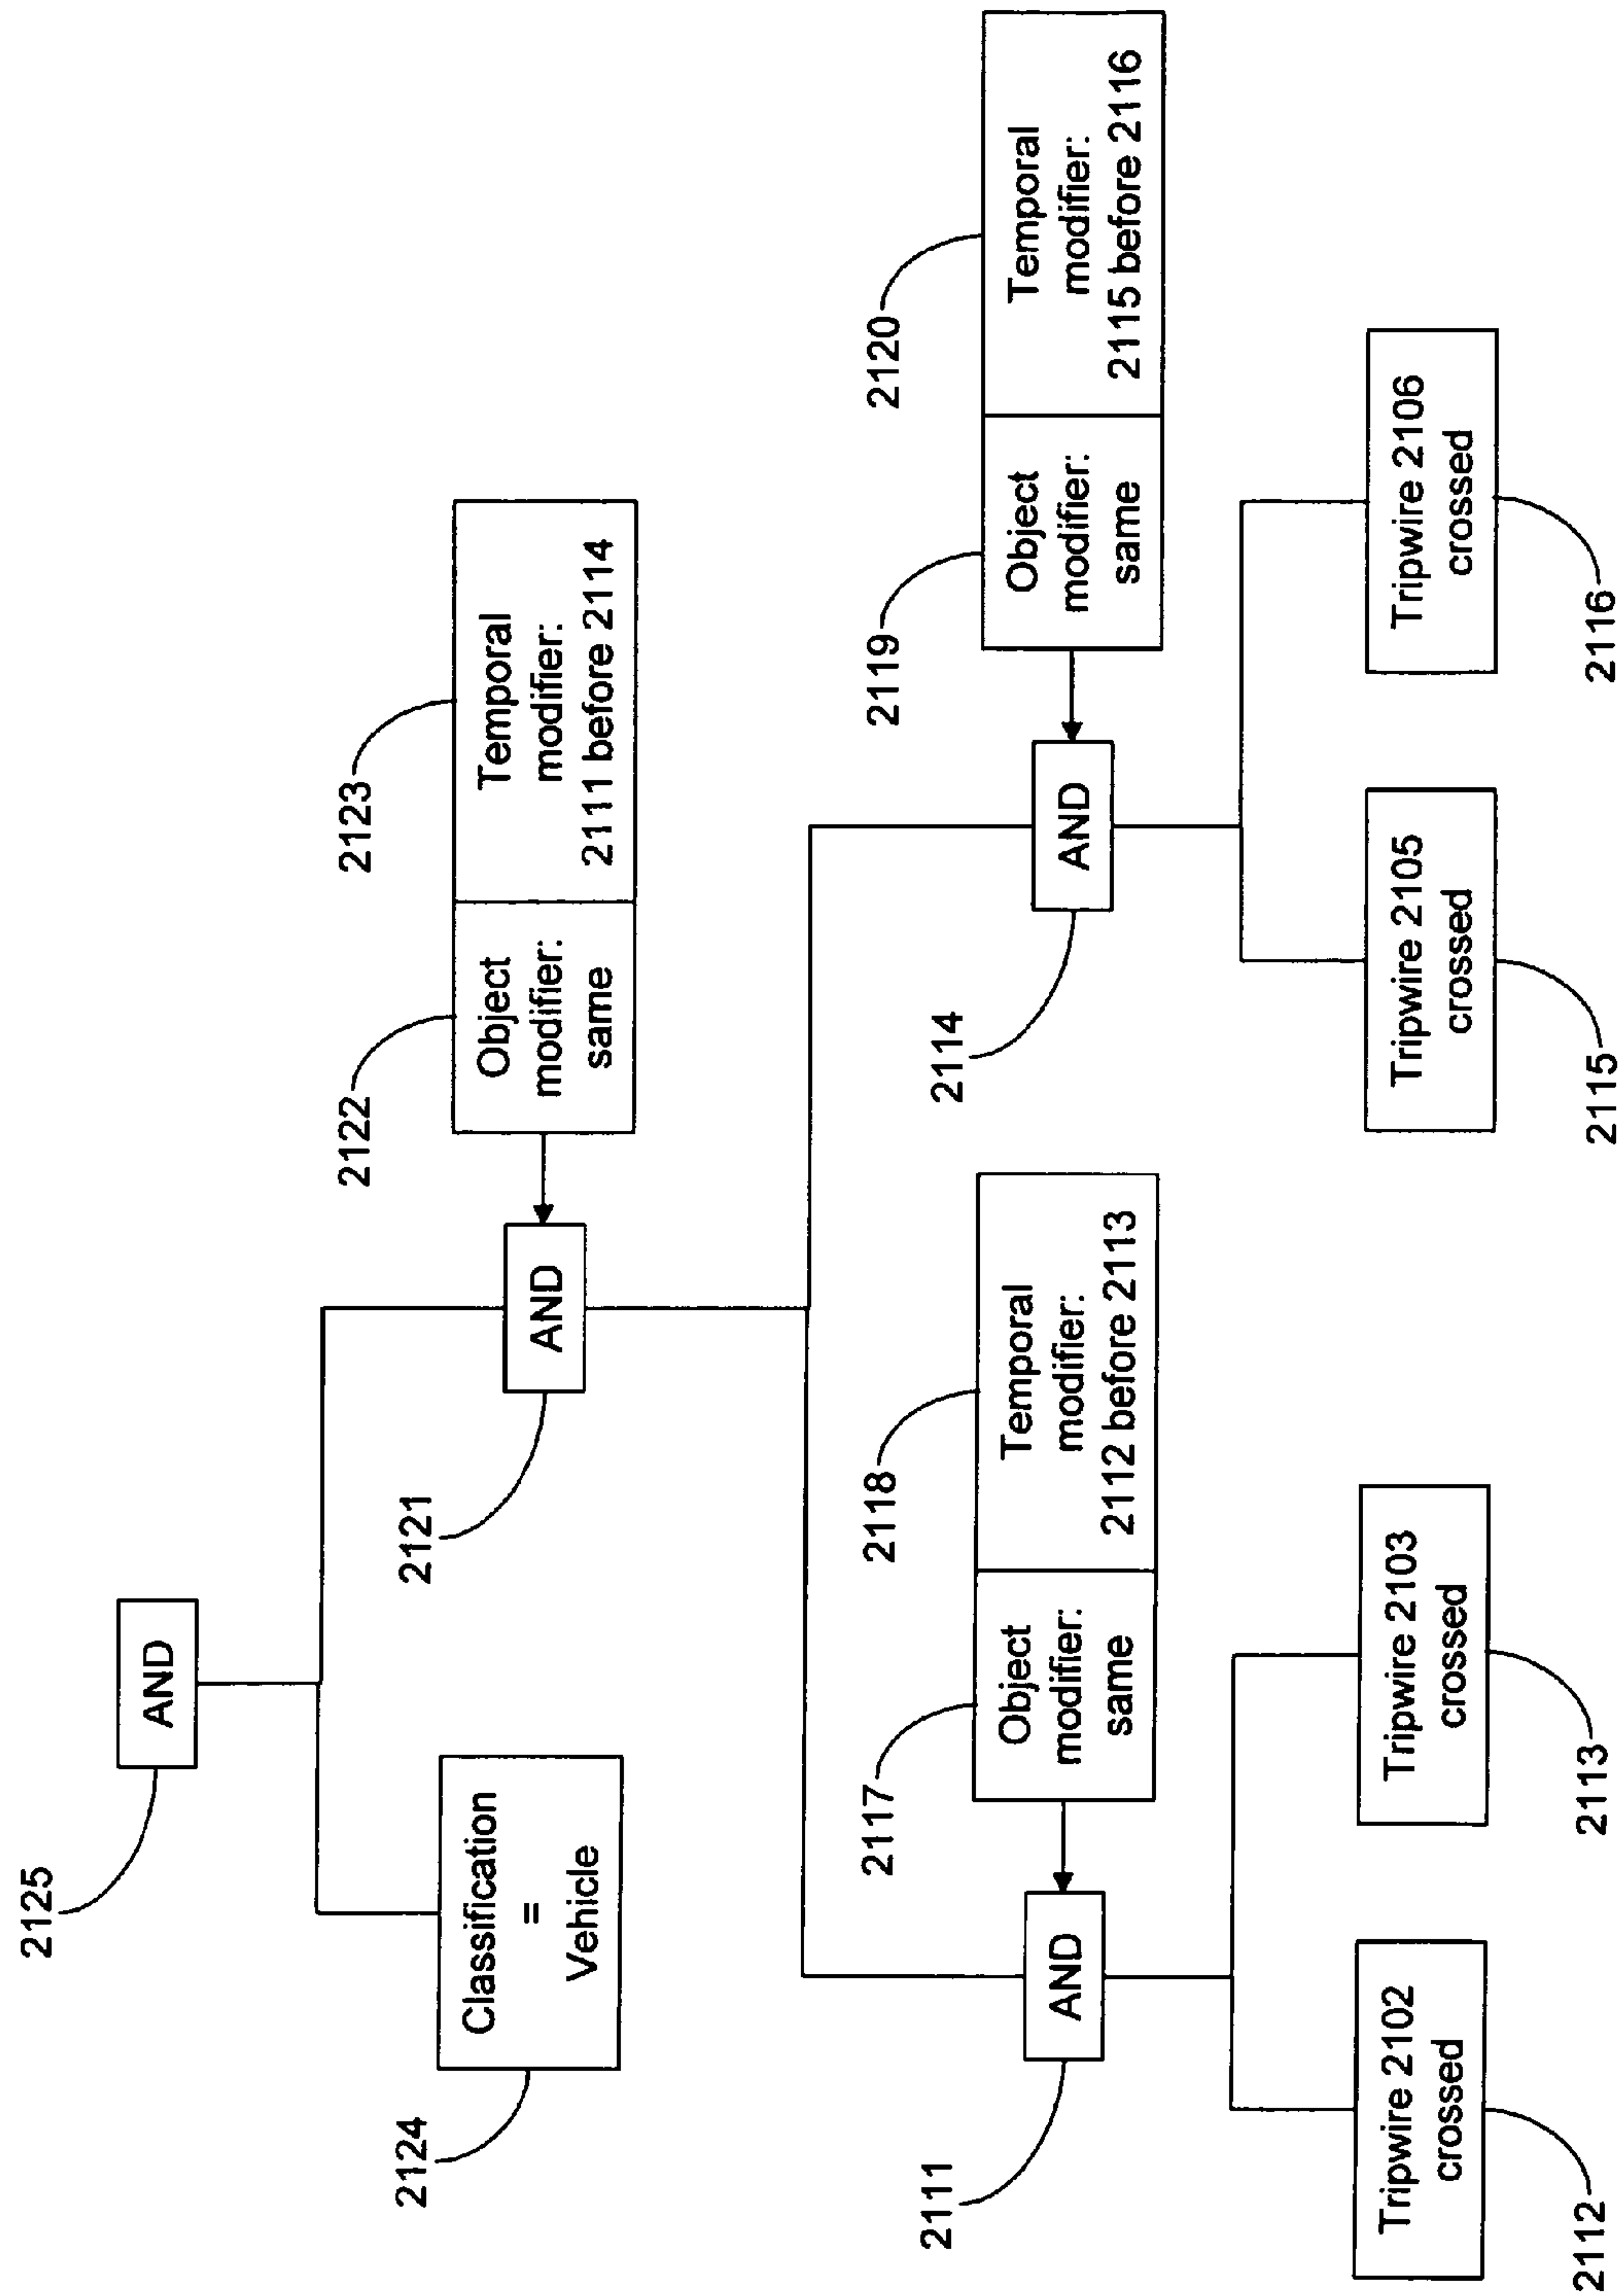 2125
AND
2124
Classification
=
Vehicle
2121
AND
2122
Object
modifier:
same
2123
Temporal
modifier:
2111 before 2114
2111
AND
2117
Object
modifier:
same
2118
Temporal
modifier:
2112 before 2113
2114
AND
2119
Object
modifier:
same
2120
Temporal
modifier:
2115 before 2116
Tripwire 2102
crossed
2112
Tripwire 2103
crossed
2113
Tripwire 2105
crossed
2115
Tripwire 2106
crossed
2116